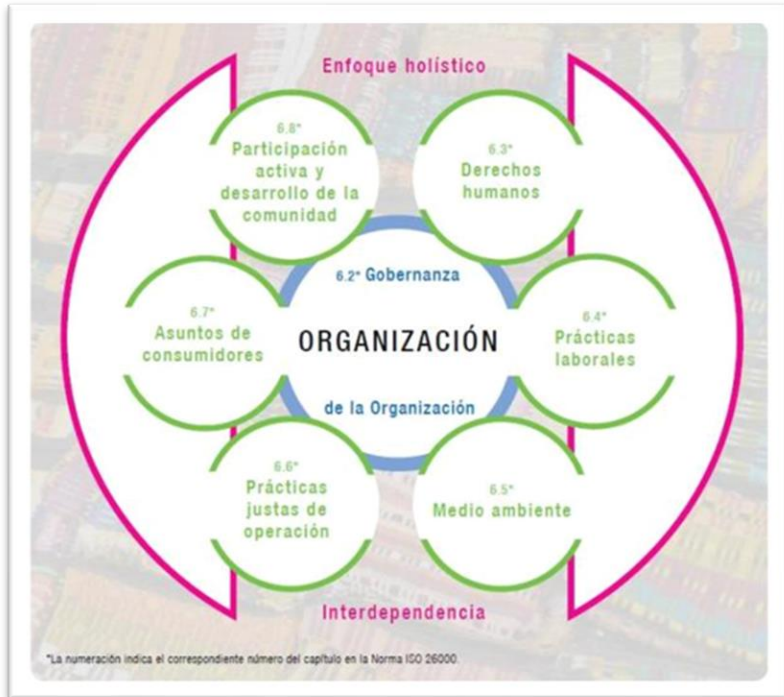 Enfoque holístico
6.8*
Participación
activa y
desarrollo de la
comunidad
6.3*
Derechos
humanos
6.2* Gobernanza
6.7*
Asuntos de
consumidores
ORGANIZACIÓN
6.4*
Prácticas
laborales
de la Organización
6.6*
Prácticas
justas de
operación
6.5*
Medio ambiente
Interdependencia
*La numeración indica el correspondiente número del capítulo en la Norma ISO 26000.